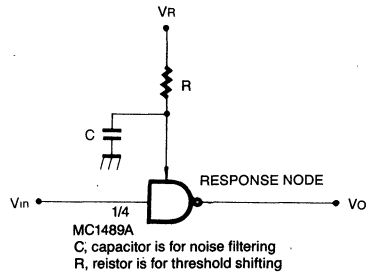 VR
R
C
RESPONSE NODE
Vin
1/4
VO
MC1489A
C; capacitor is for noise filtering
R, reistor is for threshold shifting